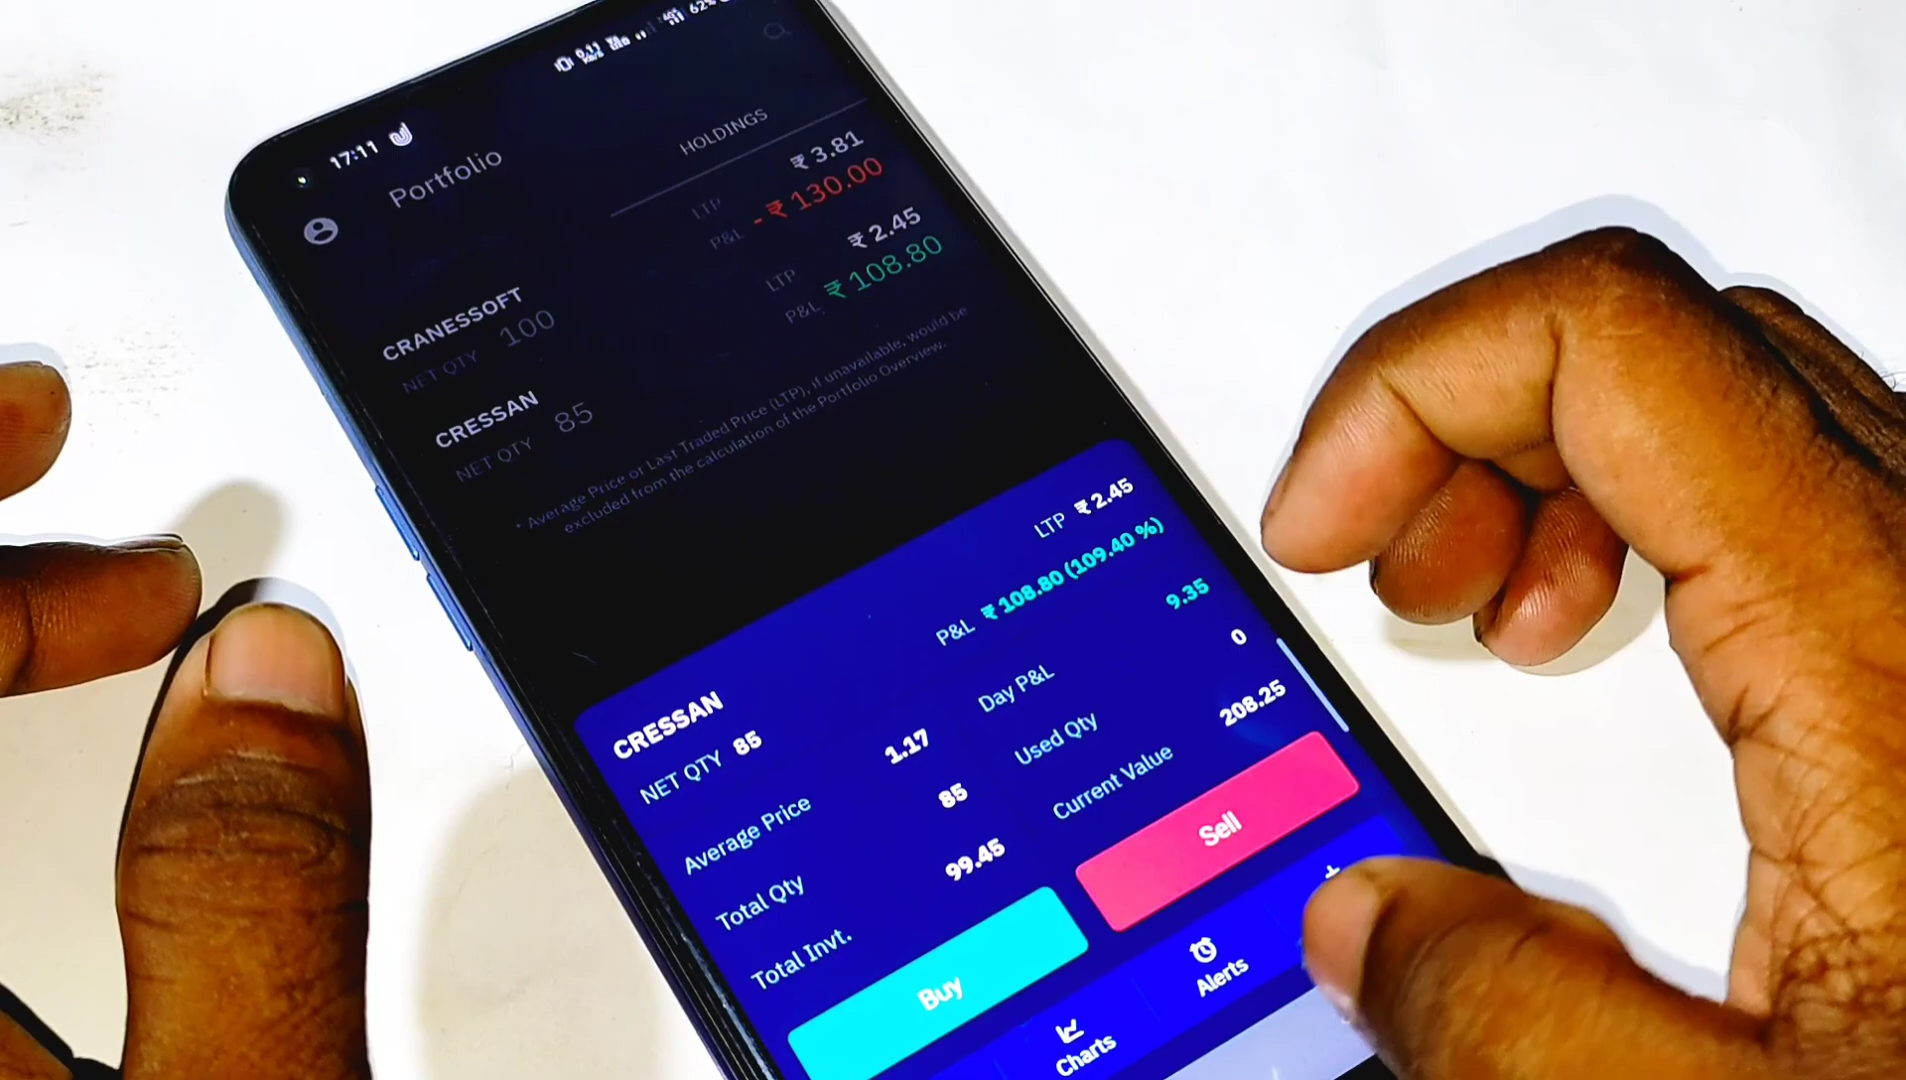 17:11 0.11 KB/s 62%
Portfolio
HOLDINGS
CRANESSOFT LTP ₹ 3.81
NET QTY 100 P&L - ₹ 130.00
CRESSAN LTP ₹ 2.45
NET QTY 85 P&L ₹ 108.80
* Average Price or Last Traded Price (LTP), if unavailable, would be
excluded from the calculation of the Portfolio Overview.
CRESSAN LTP ₹ 2.45
NET QTY 85 P&L ₹ 108.80 (109.40 %)
Average Price 1.17 Day P&L 9.35
Total Qty 85 Used Qty 0
Total Invt. 99.45 Current Value 208.25
Buy Sell
Charts Alerts